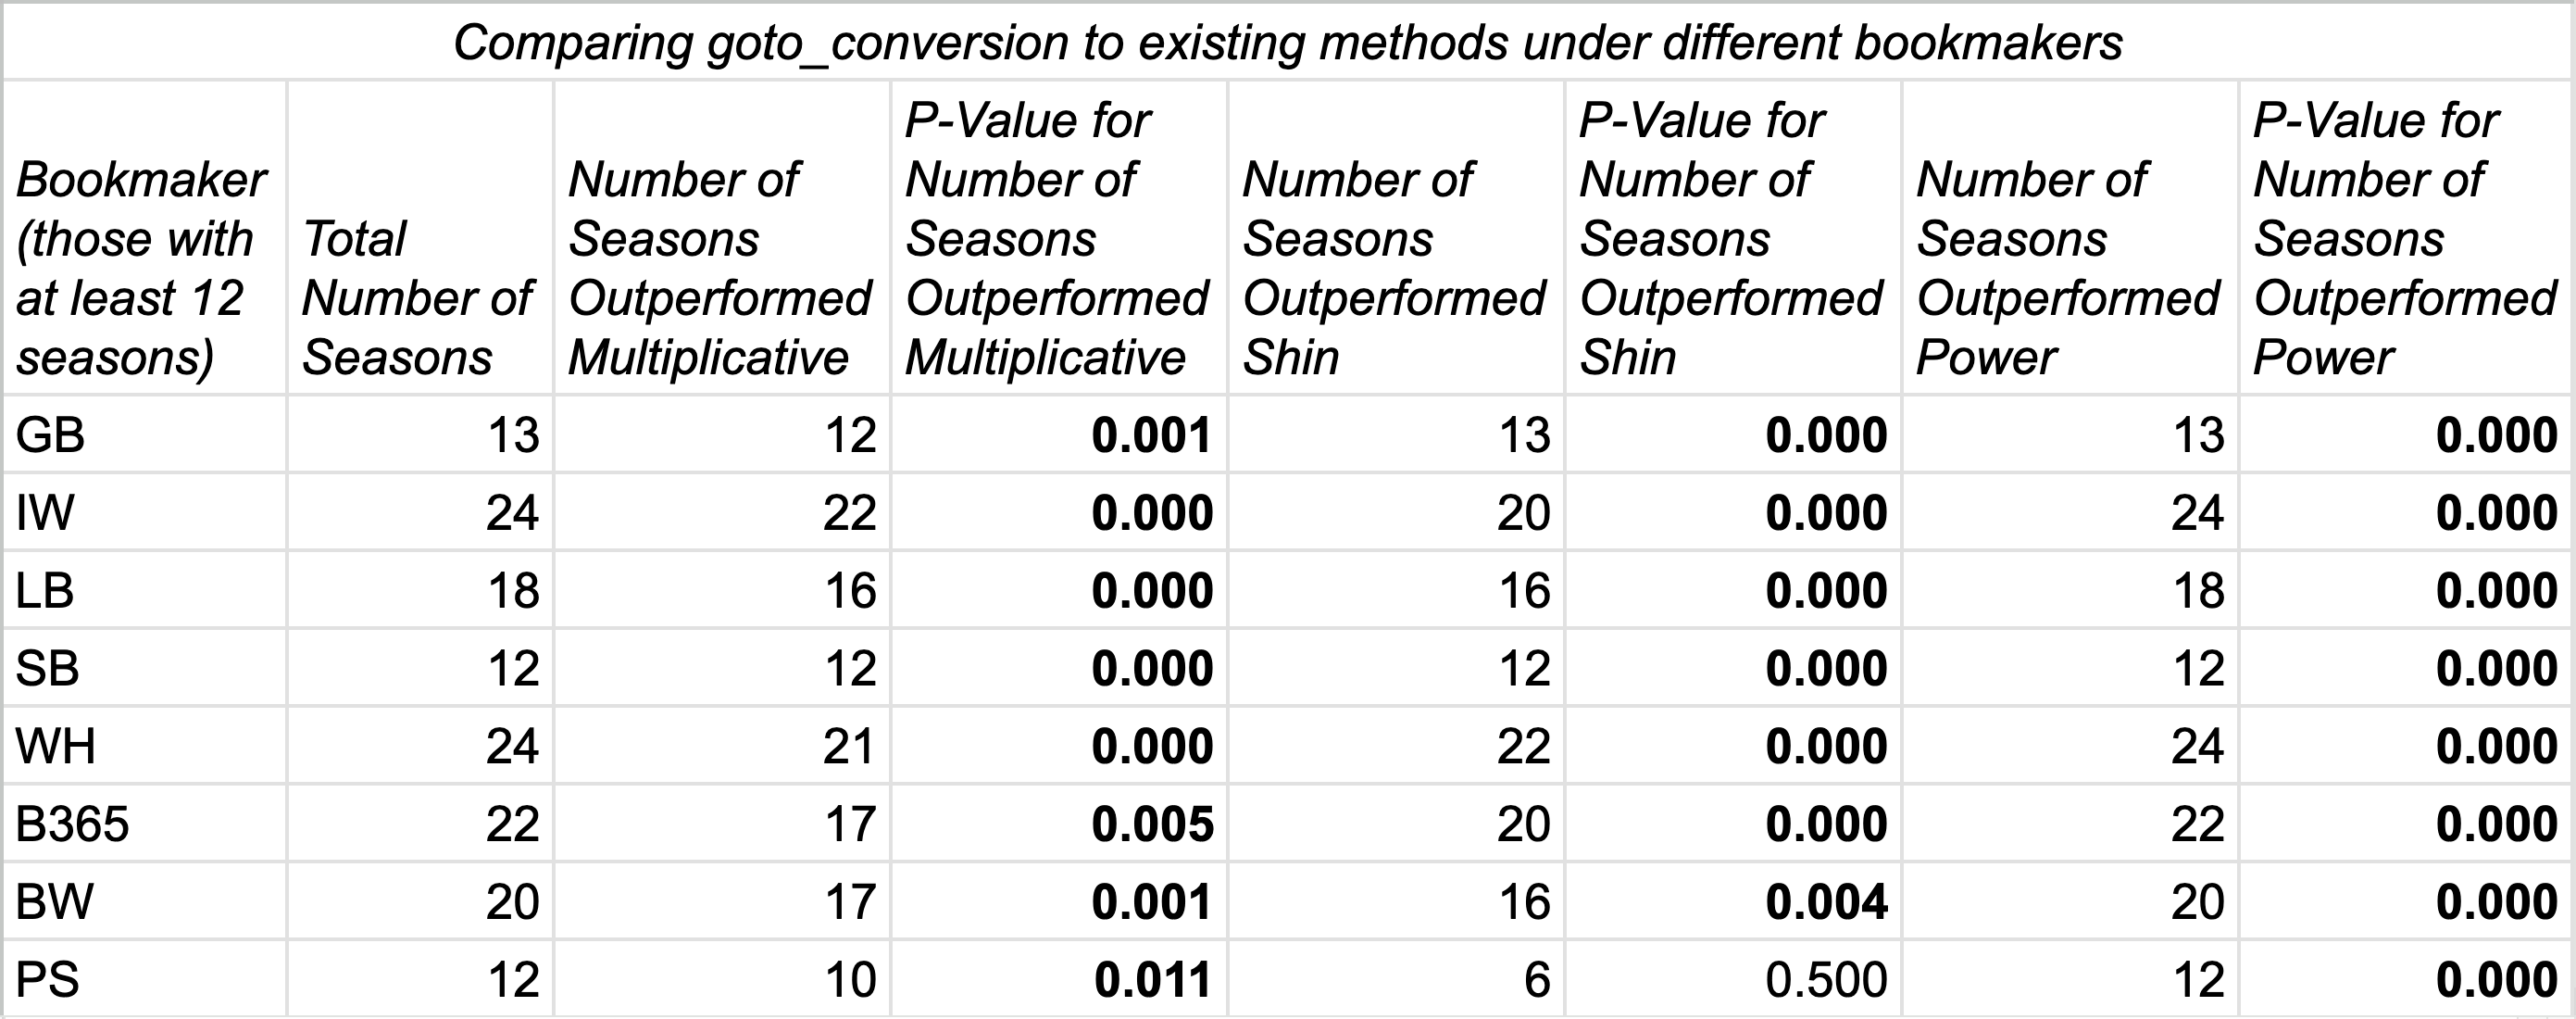 Comparing goto_conversion to existing methods under different bookmakers
Bookmaker (those with at least 12 seasons) Total Number of Seasons Number of Seasons Outperformed Multiplicative P-Value for Number of Seasons Outperformed Multiplicative Number of Seasons Outperformed Shin P-Value for Number of Seasons Outperformed Shin Number of Seasons Outperformed Power P-Value for Number of Seasons Outperformed Power
GB 13 12 0.001 13 0.000 13 0.000
IW 24 22 0.000 20 0.000 24 0.000
LB 18 16 0.000 16 0.000 18 0.000
SB 12 12 0.000 12 0.000 12 0.000
WH 24 21 0.000 22 0.000 24 0.000
B365 22 17 0.005 20 0.000 22 0.000
BW 20 17 0.001 16 0.004 20 0.000
PS 12 10 0.011 6 0.500 12 0.000